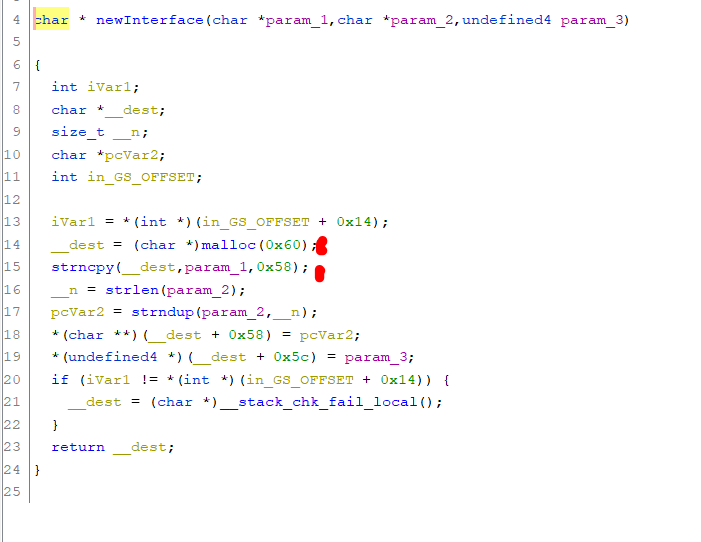 4 char * newInterface(char *param_1,char *param_2,undefined4 param_3)
5
6 {
7 int iVar1;
8 char *__dest;
9 size_t __n;
10 char *pcVar2;
11 int in_GS_OFFSET;
12
13 iVar1 = *(int *)(in_GS_OFFSET + 0x14);
14 __dest = (char *)malloc(0x60);
15 strncpy(__dest,param_1,0x58);
16 __n = strlen(param_2);
17 pcVar2 = strndup(param_2,__n);
18 *(char **)(__dest + 0x58) = pcVar2;
19 *(undefined4 *)(__dest + 0x5c) = param_3;
20 if (iVar1 != *(int *)(in_GS_OFFSET + 0x14)) {
21 __dest = (char *)__stack_chk_fail_local();
22 }
23 return __dest;
24 }
25